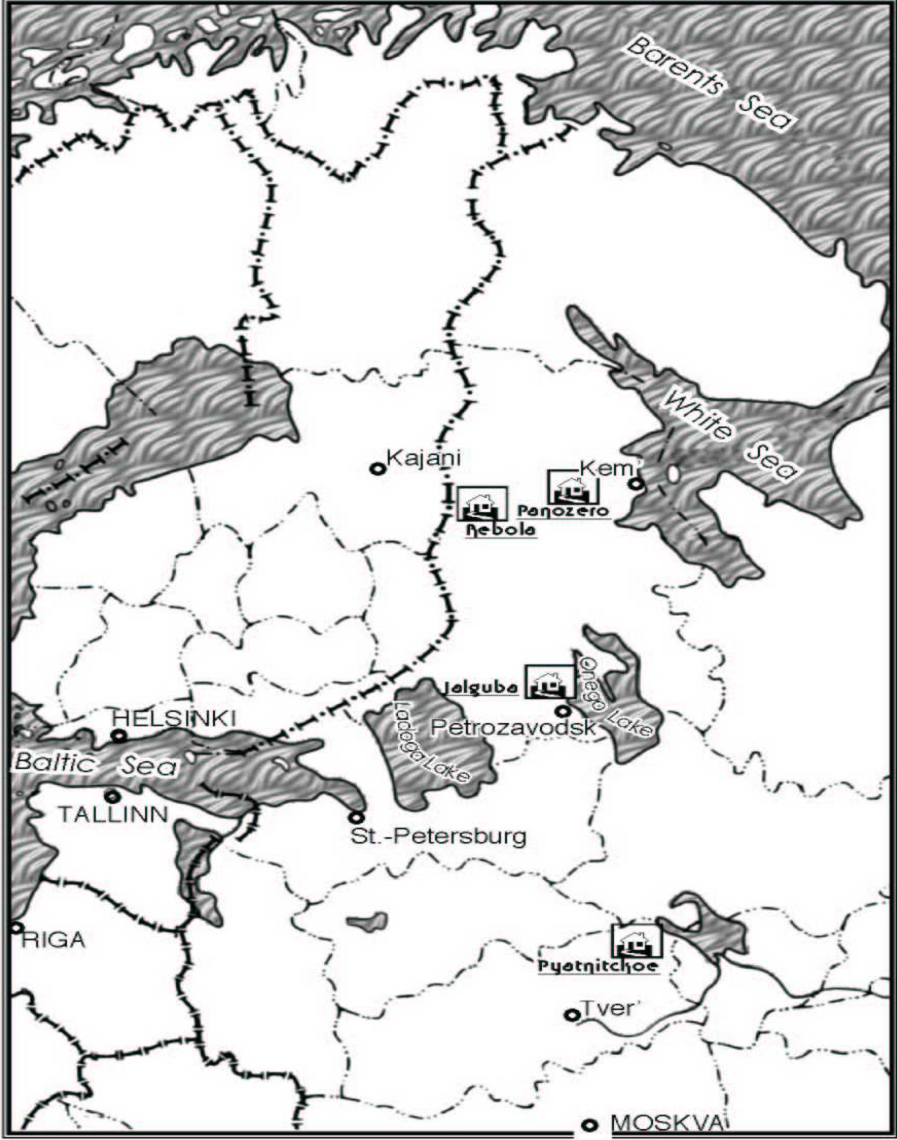 Barents Sea
White Sea
Kajani
Kem'
Panozero
Rebola
Jalguba
Onego Lake
Petrozavodsk
Ladoga Lake
HELSINKI
Baltic Sea
TALLINN
St.-Petersburg
RIGA
Pyatnitckoe
Tver'
MOSKVA